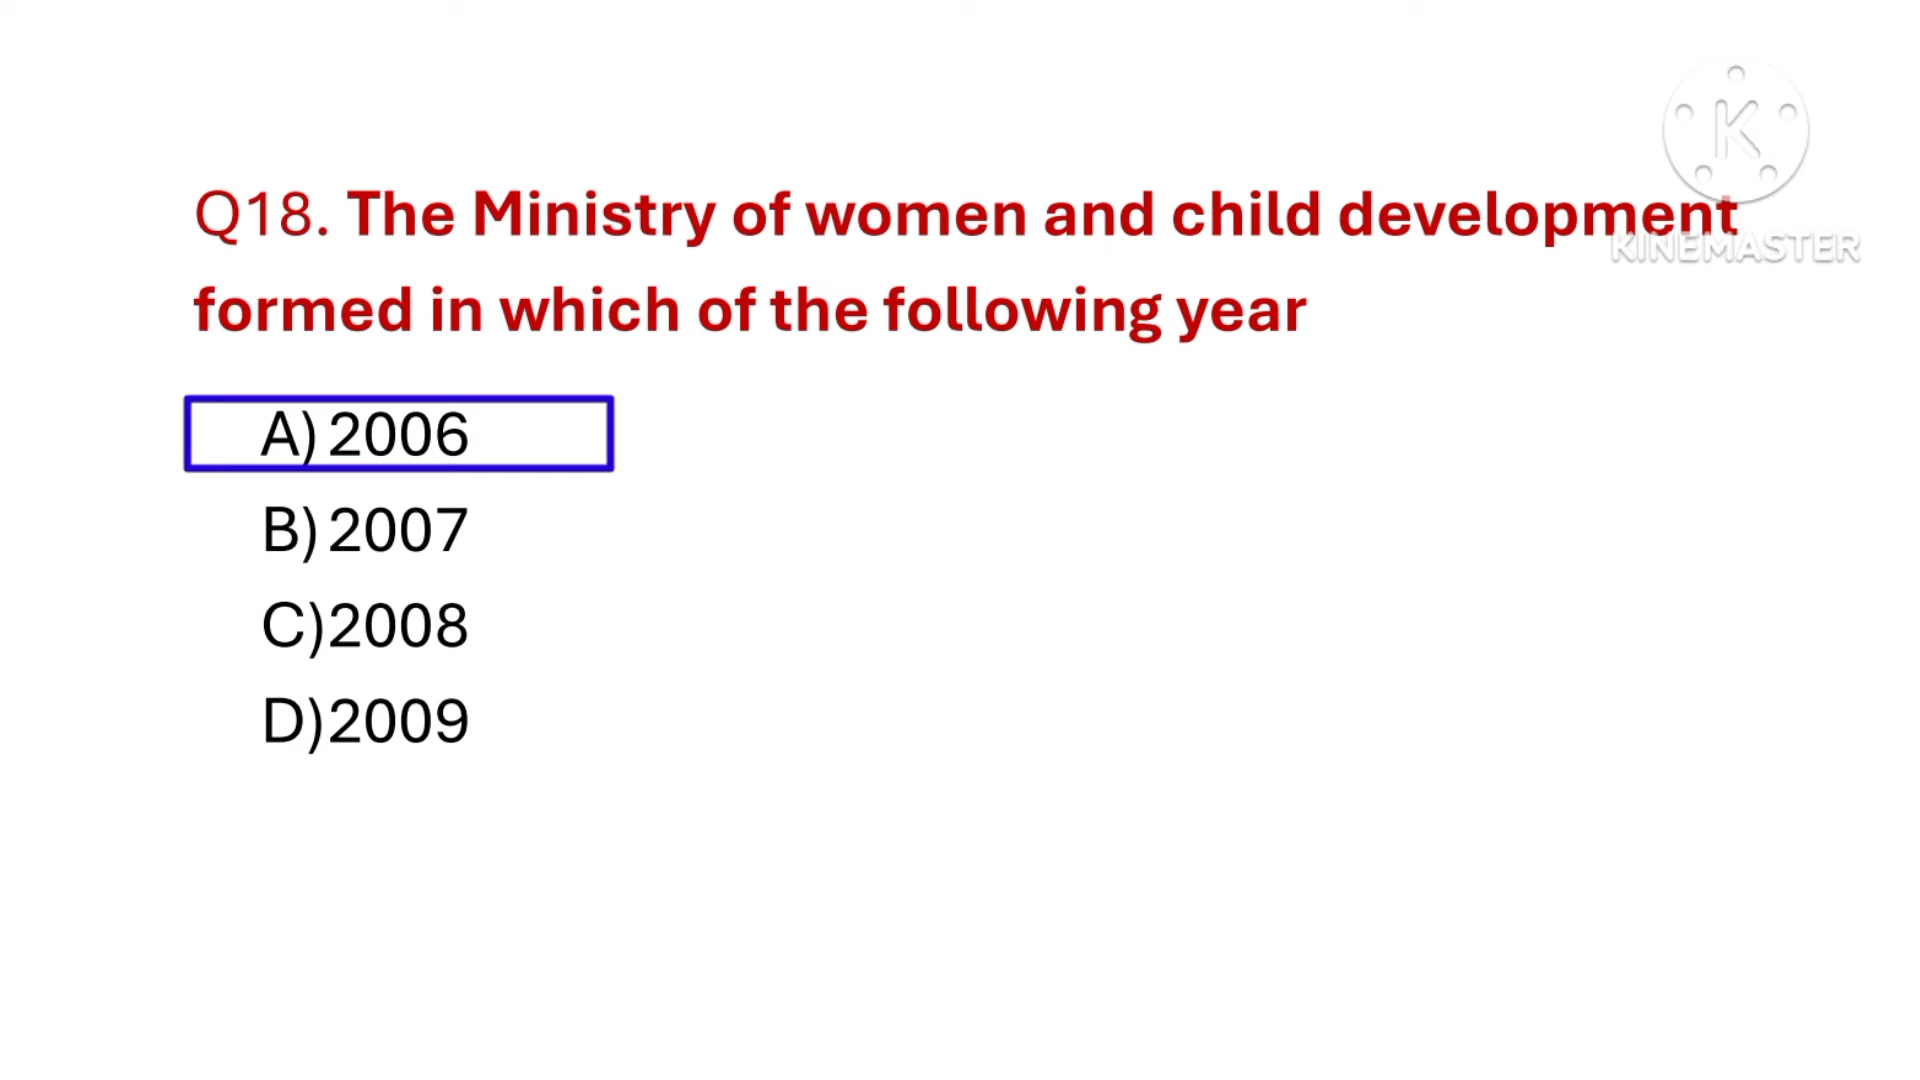 Q18. The Ministry of women and child development
KINEMASTER
formed in which of the following year
A) 2006
B) 2007
C) 2008
D) 2009